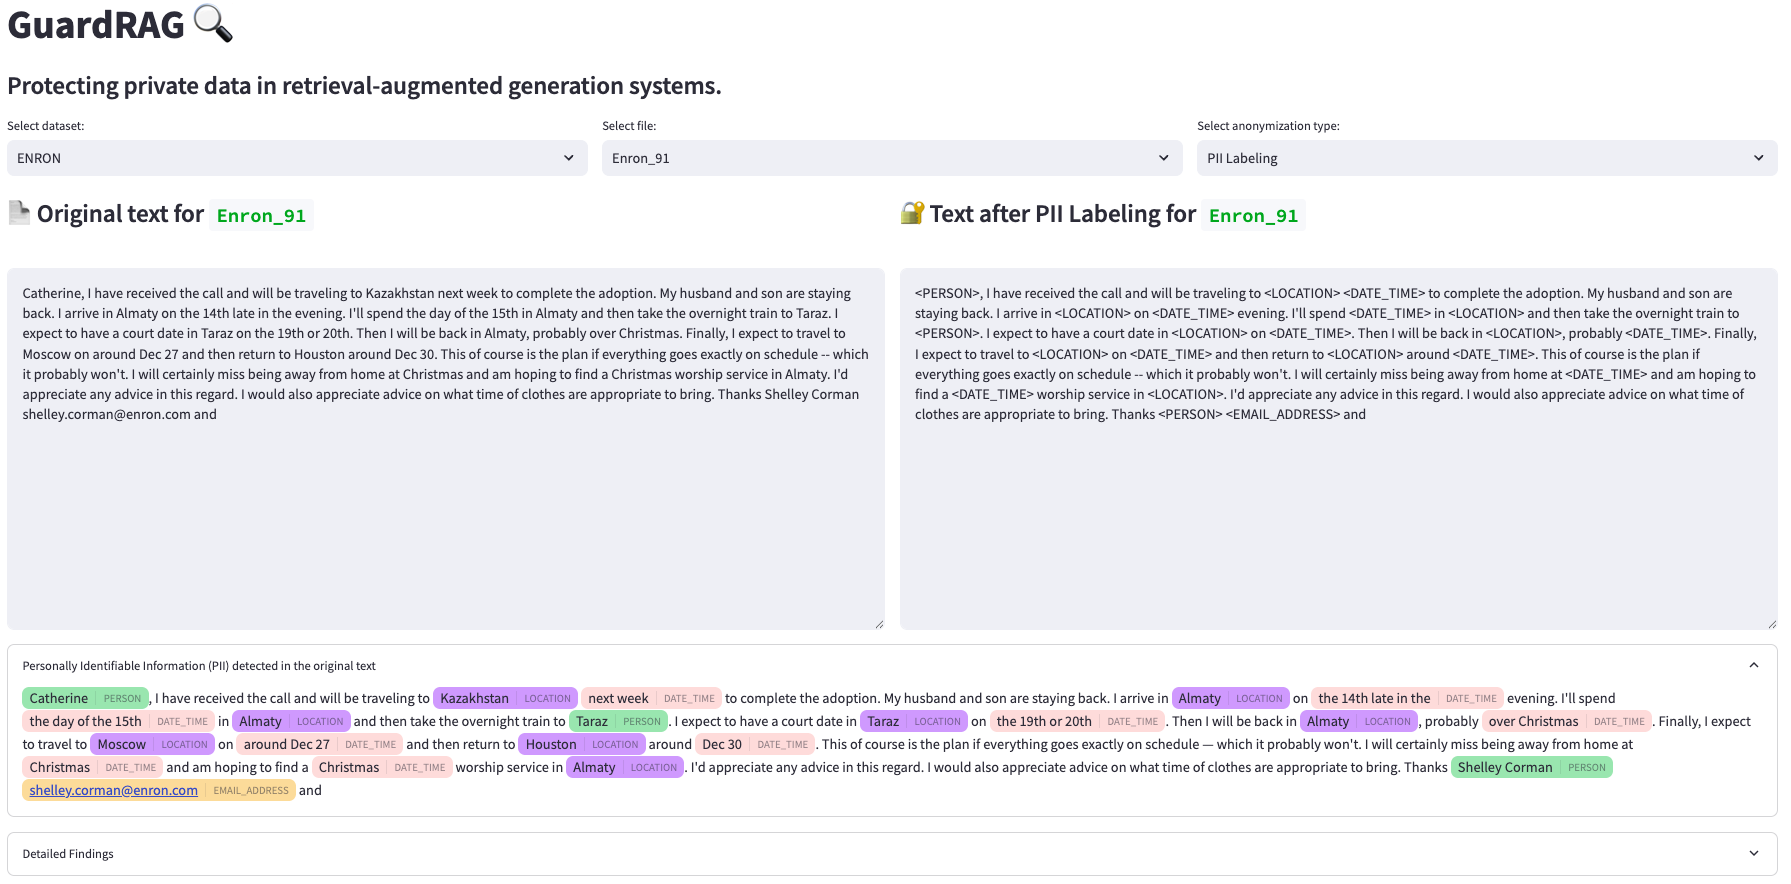 GuardRAG
Protecting private data in retrieval-augmented generation systems.
Select dataset:
ENRON
Select file:
Enron_91
Select anonymization type:
PII Labeling
Original text for Enron_91
Catherine, I have received the call and will be traveling to Kazakhstan next week to complete the adoption. My husband and son are staying
back. I arrive in Almaty on the 14th late in the evening. I'll spend the day of the 15th in Almaty and then take the overnight train to Taraz. I
expect to have a court date in Taraz on the 19th or 20th. Then I will be back in Almaty, probably over Christmas. Finally, I expect to travel to
Moscow on around Dec 27 and then return to Houston around Dec 30. This of course is the plan if everything goes exactly on schedule -- which
it probably won't. I will certainly miss being away from home at Christmas and am hoping to find a Christmas worship service in Almaty. I'd
appreciate any advice in this regard. I would also appreciate advice on what time of clothes are appropriate to bring. Thanks Shelley Corman
shelley.corman@enron.com and
Text after PII Labeling for Enron_91
<PERSON>, I have received the call and will be traveling to <LOCATION> <DATE_TIME> to complete the adoption. My husband and son are
staying back. I arrive in <LOCATION> on <DATE_TIME> evening. I'll spend <DATE_TIME> in <LOCATION> and then take the overnight train to
<PERSON>. I expect to have a court date in <LOCATION> on <DATE_TIME>. Then I will be back in <LOCATION>, probably <DATE_TIME>. Finally,
I expect to travel to <LOCATION> on <DATE_TIME> and then return to <LOCATION> around <DATE_TIME>. This of course is the plan if
everything goes exactly on schedule -- which it probably won't. I will certainly miss being away from home at <DATE_TIME> and am hoping to
find a <DATE_TIME> worship service in <LOCATION>. I'd appreciate any advice in this regard. I would also appreciate advice on what time of
clothes are appropriate to bring. Thanks <PERSON> <EMAIL_ADDRESS> and
Personally Identifiable Information (PII) detected in the original text
Catherine PERSON, I have received the call and will be traveling to Kazakhstan LOCATION next week DATE_TIME to complete the adoption. My husband and son are staying back. I arrive in Almaty LOCATION on the 14th late in the DATE_TIME evening. I'll spend
the day of the 15th DATE_TIME in Almaty LOCATION and then take the overnight train to Taraz PERSON. I expect to have a court date in Taraz LOCATION on the 19th or 20th DATE_TIME. Then I will be back in Almaty LOCATION, probably over Christmas DATE_TIME. Finally, I expect
to travel to Moscow LOCATION on around Dec 27 DATE_TIME and then return to Houston LOCATION around Dec 30 DATE_TIME. This of course is the plan if everything goes exactly on schedule — which it probably won't. I will certainly miss being away from home at
Christmas DATE_TIME and am hoping to find a Christmas DATE_TIME worship service in Almaty LOCATION. I'd appreciate any advice in this regard. I would also appreciate advice on what time of clothes are appropriate to bring. Thanks Shelley Corman PERSON
shelley.corman@enron.com EMAIL_ADDRESS and
Detailed Findings